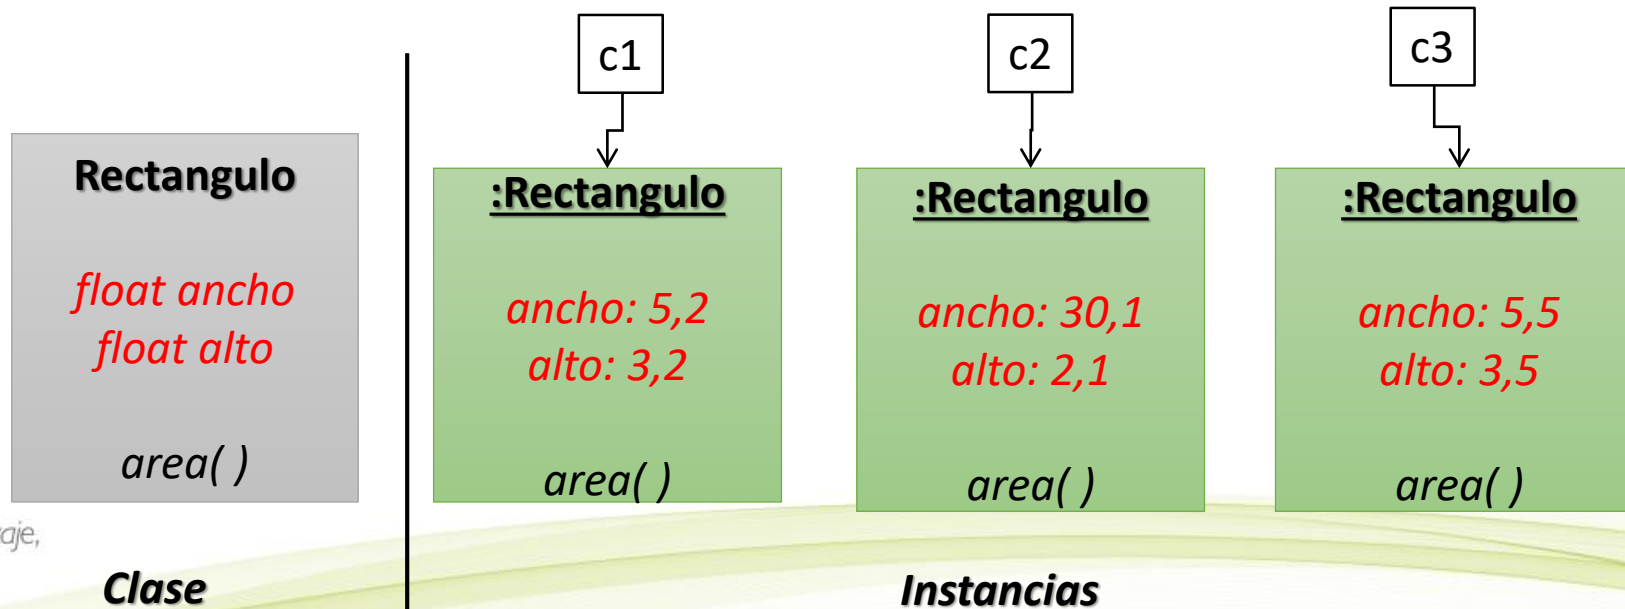 c1
c2
c3
Rectangulo
float ancho
float alto
area( )
:Rectangulo
ancho: 5,2
alto: 3,2
area( )
:Rectangulo
ancho: 30,1
alto: 2,1
area( )
:Rectangulo
ancho: 5,5
alto: 3,5
area( )
Clase
Instancias